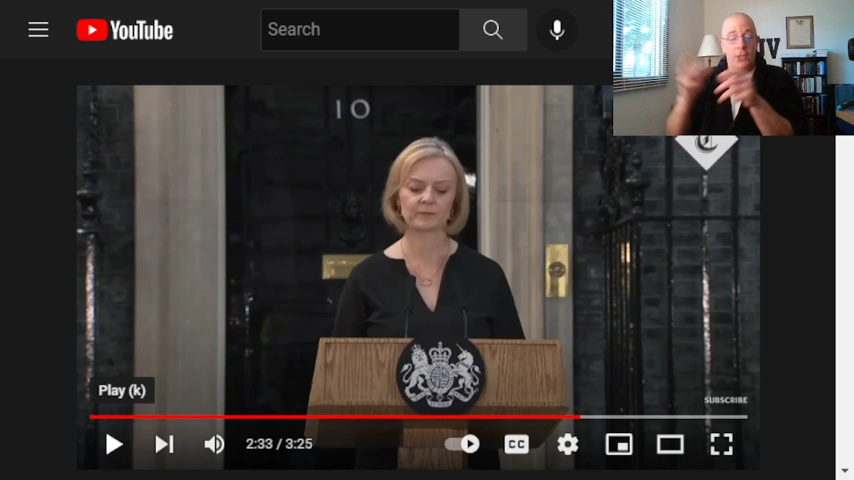 YouTube
Search
10
Play (k)
SUBSCRIBE
2:33 / 3:25
CC